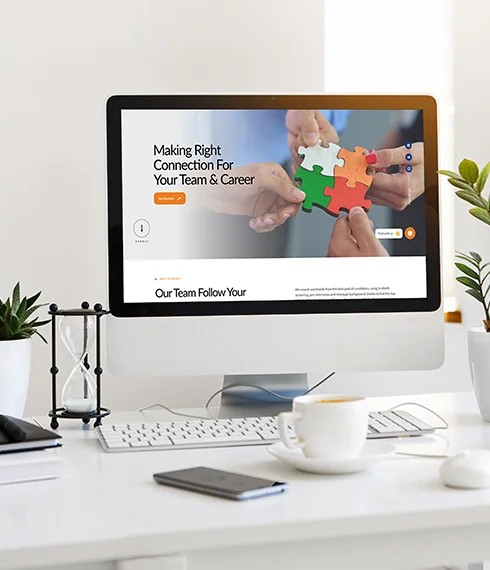 Making Right
Connection For
Your Team & Career
Get Started
SCROLL
Chat with us
Our Team Follow Your
We search worldwide from the best pool of candidates, using in-depth
screening, pre-interviews and thorough background checks to find the top